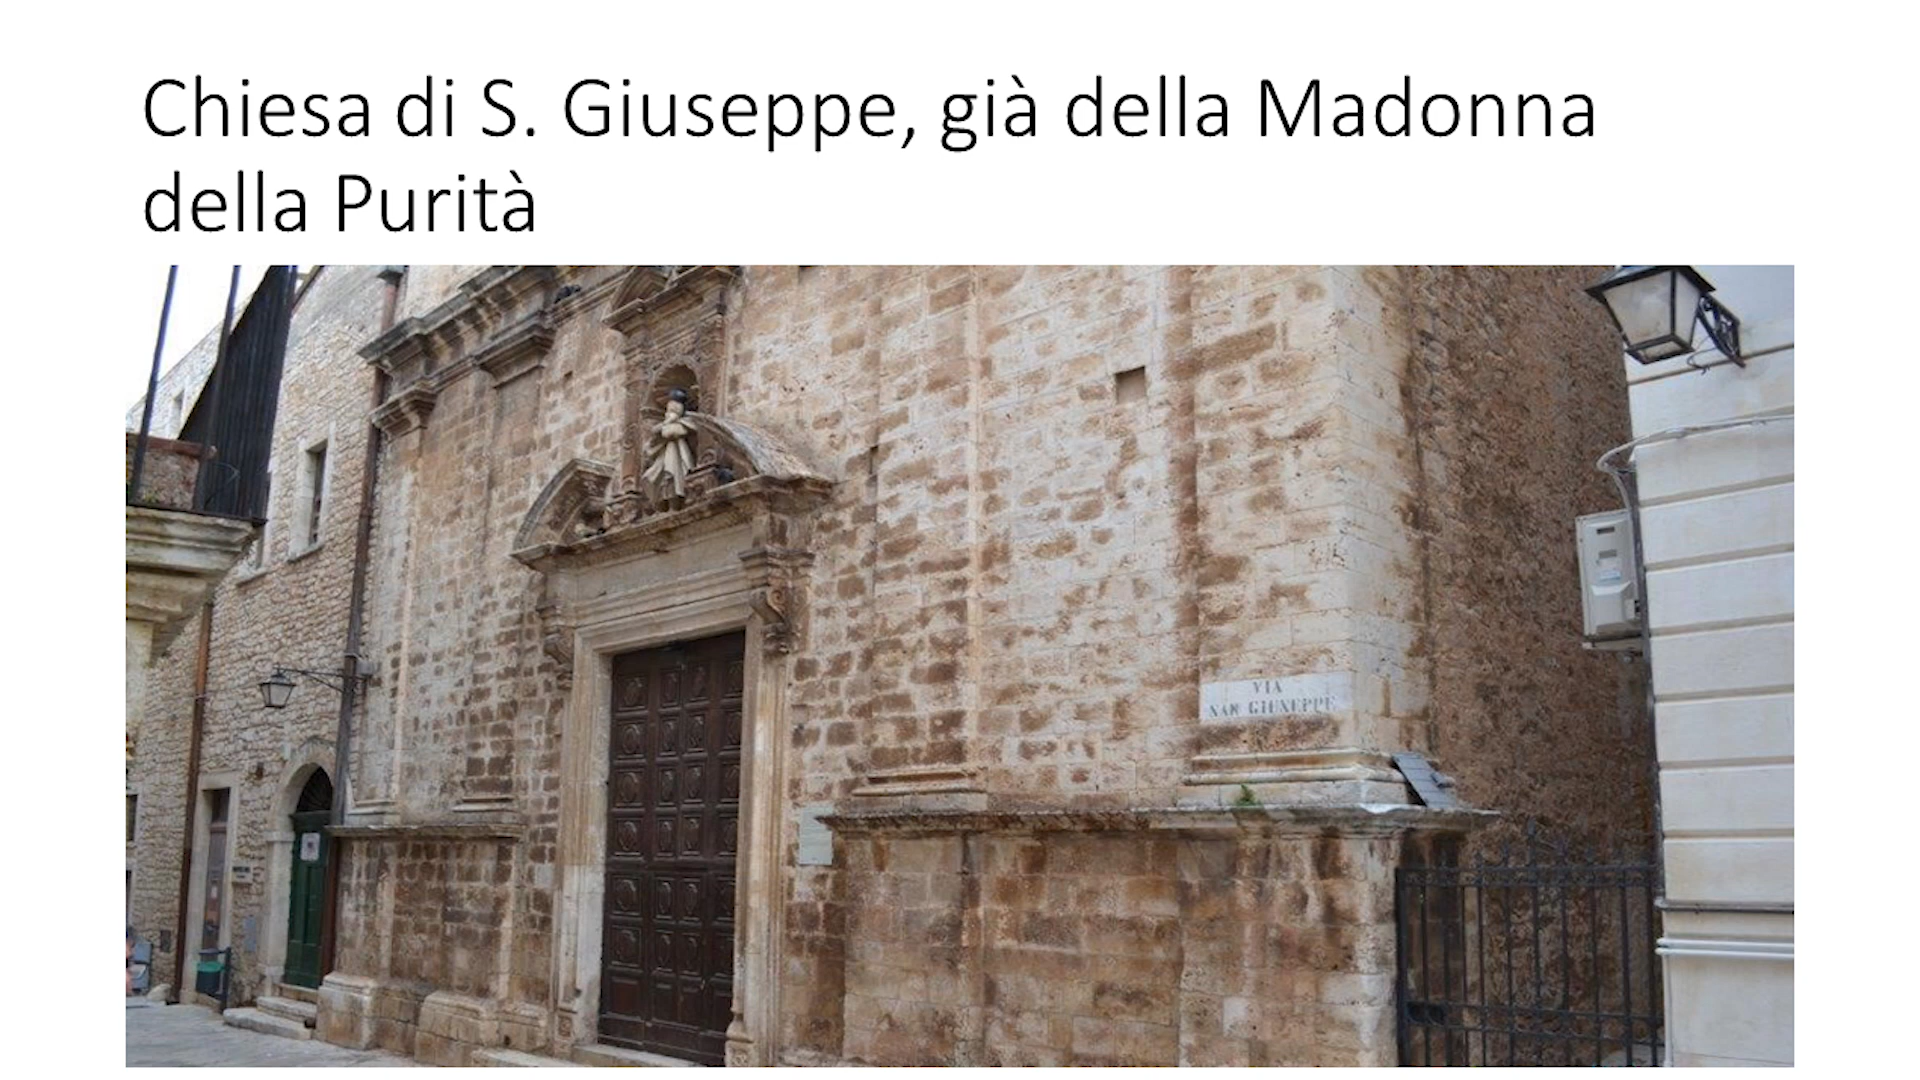 Chiesa di S. Giuseppe, già della Madonna
della Purità
VIA
SAN GIUSEPPE